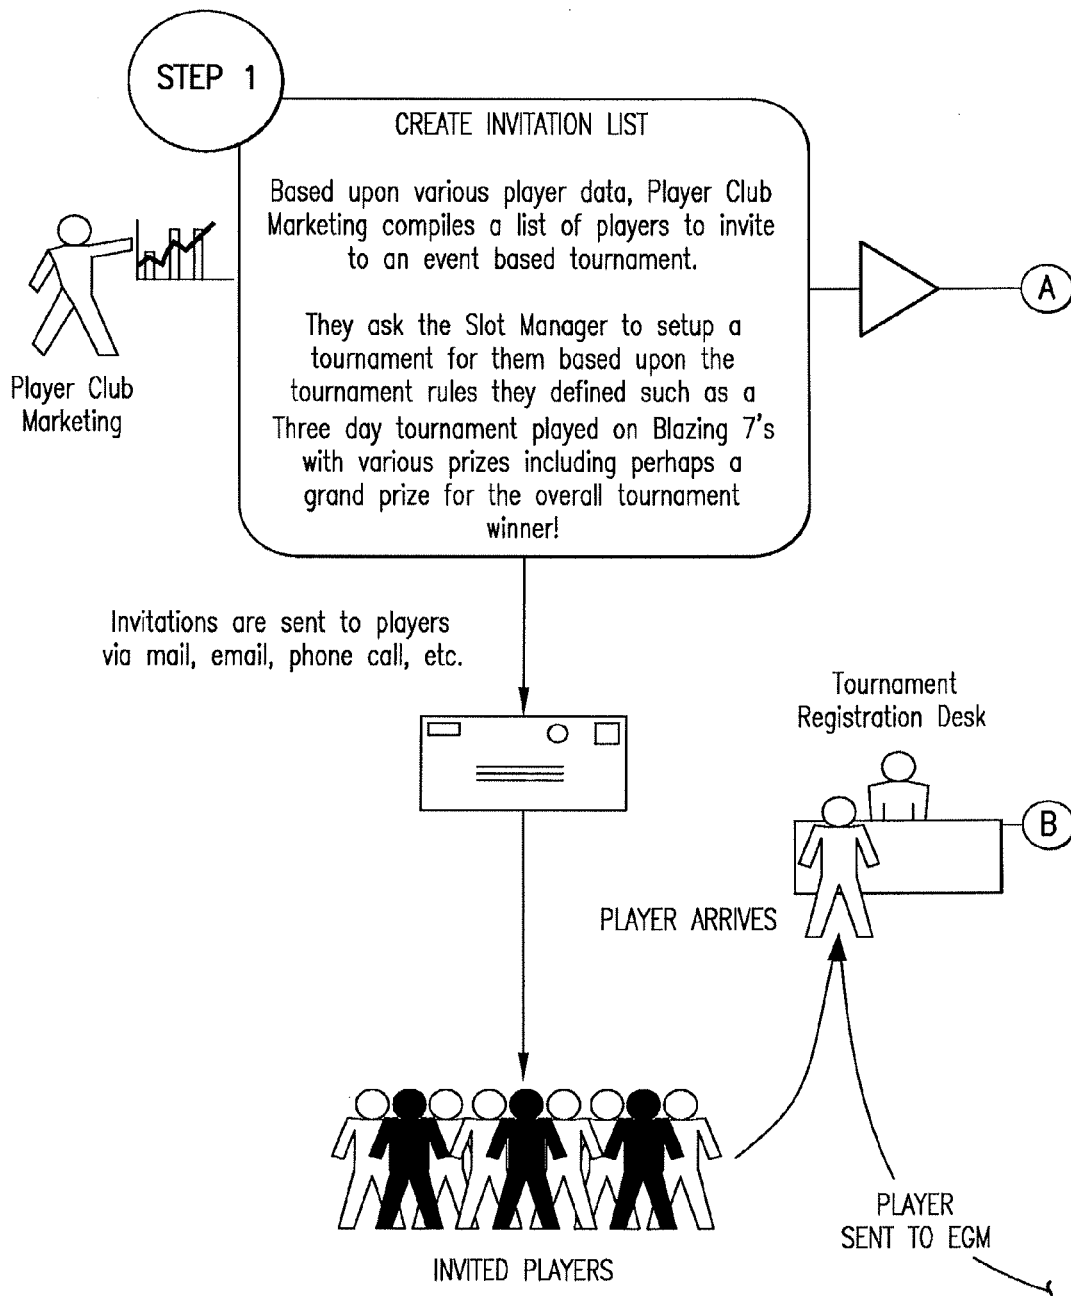 STEP 1
CREATE INVITATION LIST
Based upon various player data, Player Club
Marketing compiles a list of players to invite
to an event based tournament.
They ask the Slot Manager to setup a
tournament for them based upon the
tournament rules they defined such as a
Three day tournament played on Blazing 7's
with various prizes including perhaps a
grand prize for the overall tournament
winner!
A
Player Club
Marketing
Invitations are sent to players
via mail, email, phone call, etc.
Tournament
Registration Desk
B
PLAYER ARRIVES
PLAYER
SENT TO EGM
INVITED PLAYERS